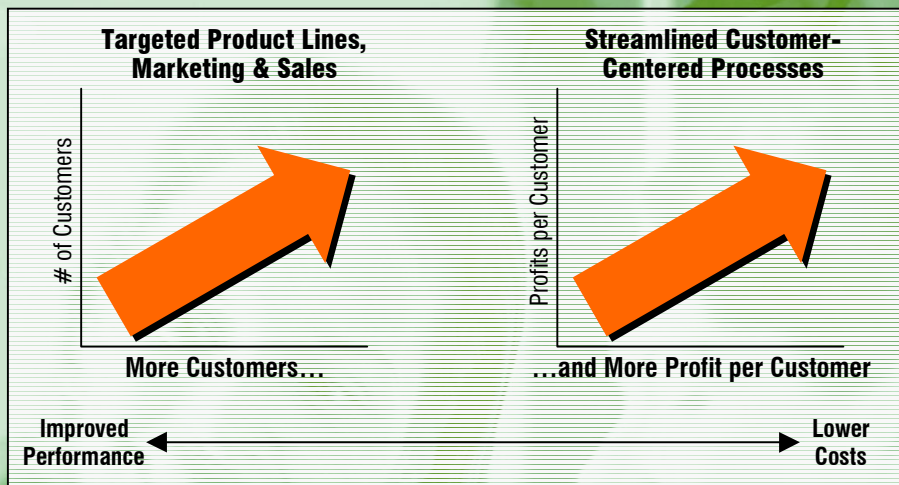 Targeted Product Lines,
Marketing & Sales
# of Customers
More Customers…
Streamlined Customer-
Centered Processes
Profits per Customer
…and More Profit per Customer
Improved
Performance
Lower
Costs